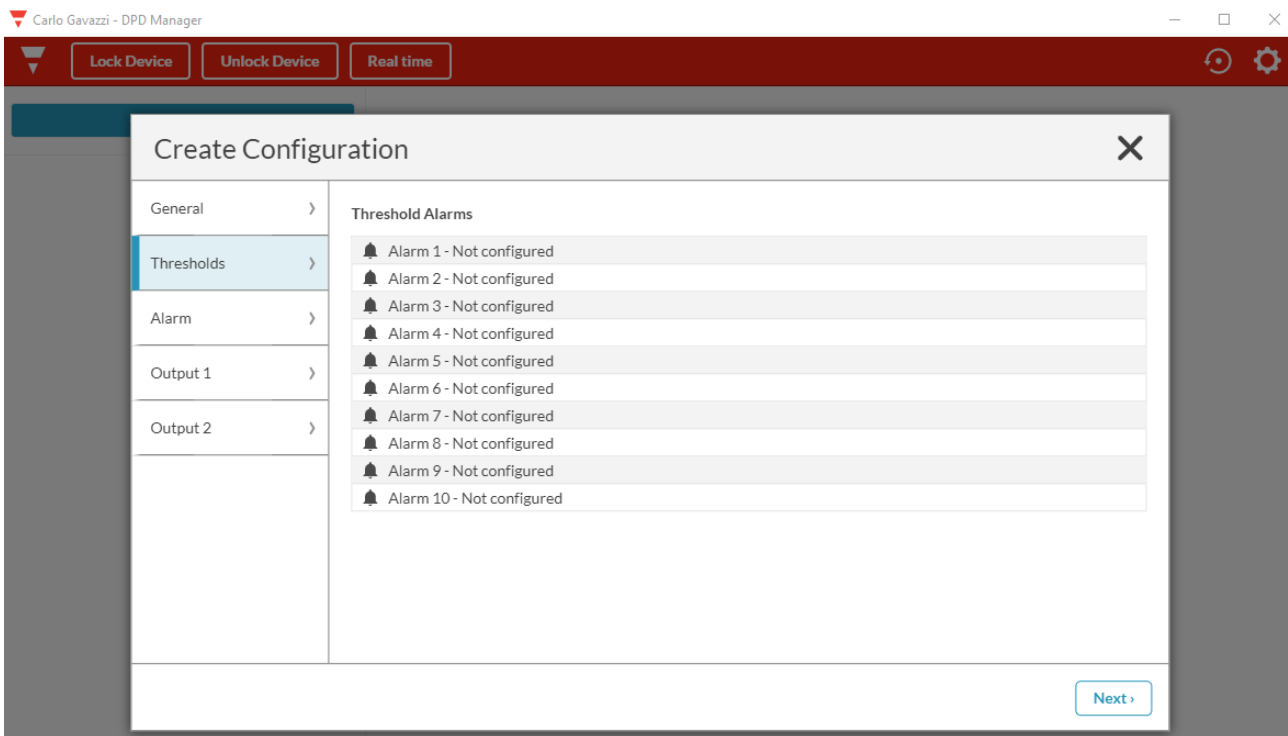 Carlo Gavazzi - DPD Manager
Lock Device
Unlock Device
Real time
Create Configuration
General
Thresholds
Alarm
Output 1
Output 2
Threshold Alarms
Alarm 1 - Not configured
Alarm 2 - Not configured
Alarm 3 - Not configured
Alarm 4 - Not configured
Alarm 5 - Not configured
Alarm 6 - Not configured
Alarm 7 - Not configured
Alarm 8 - Not configured
Alarm 9 - Not configured
Alarm 10 - Not configured
Next ›